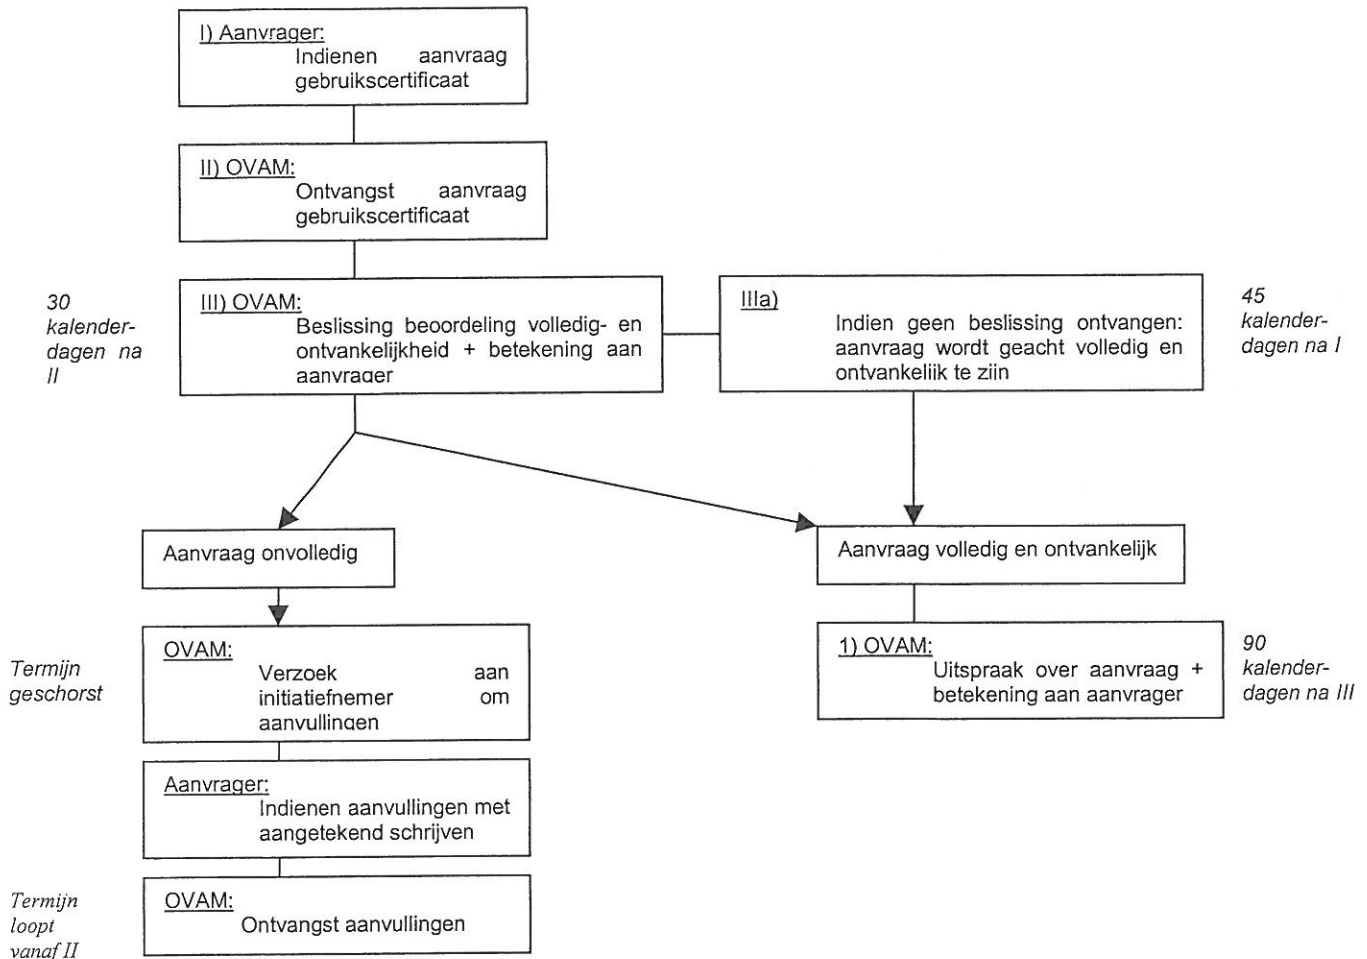 I) Aanvrager:
Indienen aanvraag
gebruikscertificaat
II) OVAM:
Ontvangst aanvraag
gebruikscertificaat
30
kalender-
dagen na
II
III) OVAM:
Beslissing beoordeling volledig- en
ontvankelijkheid + betekening aan
aanvrager
IIIa)
Indien geen beslissing ontvangen:
aanvraag wordt geacht volledig en
ontvankelijk te zijn
45
kalender-
dagen na I
Aanvraag onvolledig
Aanvraag volledig en ontvankelijk
Termijn
geschorst
OVAM:
Verzoek aan
initiatiefnemer om
aanvullingen
1) OVAM:
Uitspraak over aanvraag +
betekening aan aanvrager
90
kalender-
dagen na III
Aanvrager:
Indienen aanvullingen met
aangetekend schrijven
Termijn
loopt
vanaf II
OVAM:
Ontvangst aanvullingen